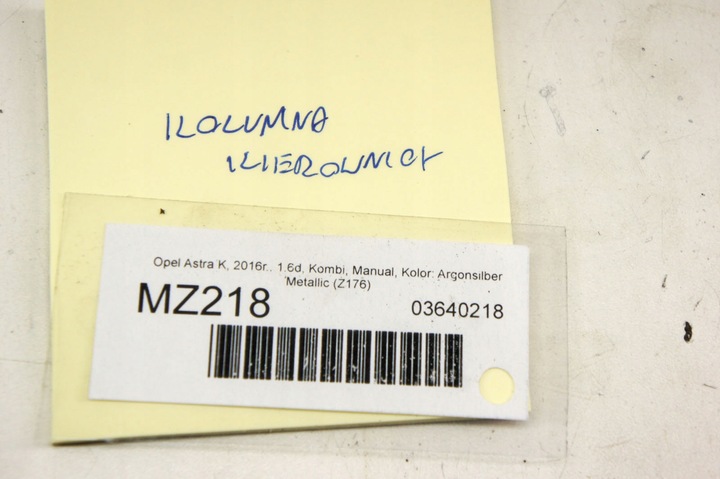 KOLUMNA
KIEROWNICY
Opel Astra K, 2016r., 1.6d, Kombi, Manual, Kolor: Argonsilber
Metallic (Z176)
MZ218
03640218